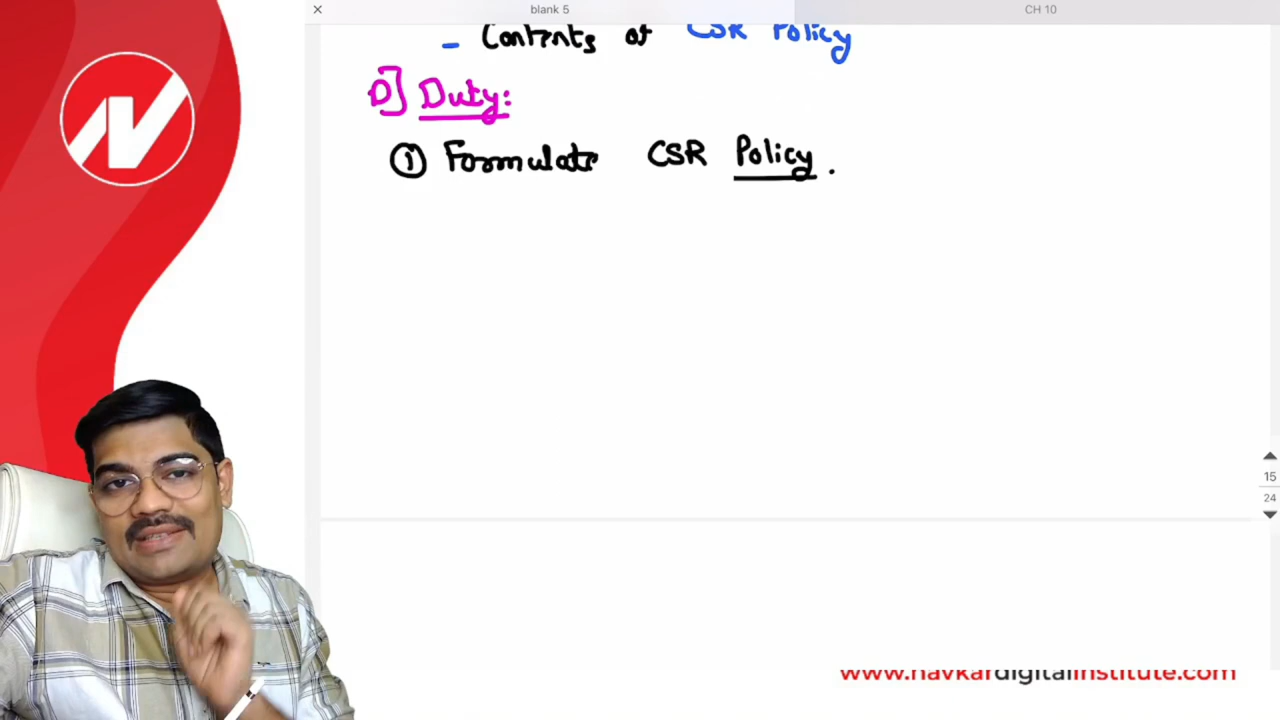 blank 5
CH 10
- Contents of CSR Policy
D] Duty:
① Formulate CSR Policy.
15
24
www.navkardigitalinstitute.com